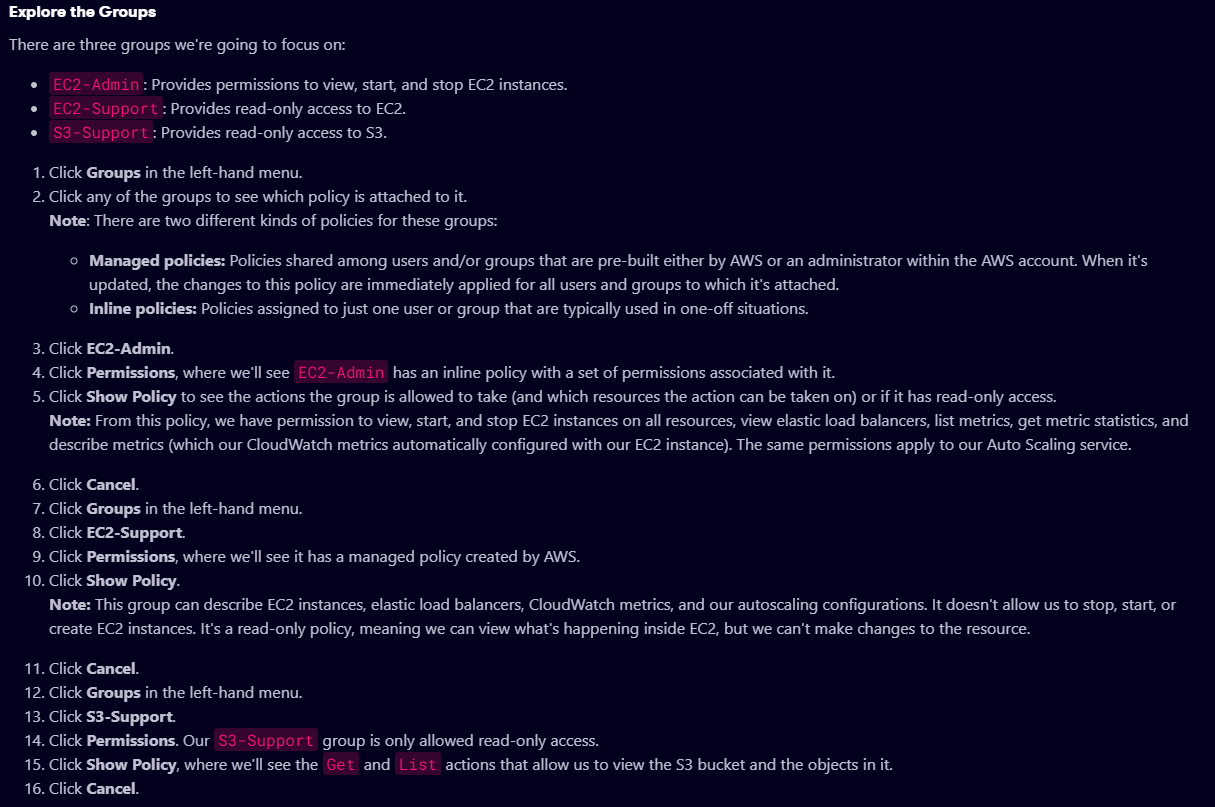 Explore the Groups
There are three groups we're going to focus on:
• EC2-Admin: Provides permissions to view, start, and stop EC2 instances.
• EC2-Support: Provides read-only access to EC2.
• S3-Support: Provides read-only access to S3.
1. Click Groups in the left-hand menu.
2. Click any of the groups to see which policy is attached to it.
Note: There are two different kinds of policies for these groups:
◦ Managed policies: Policies shared among users and/or groups that are pre-built either by AWS or an administrator within the AWS account. When it's
updated, the changes to this policy are immediately applied for all users and groups to which it's attached.
◦ Inline policies: Policies assigned to just one user or group that are typically used in one-off situations.
3. Click EC2-Admin.
4. Click Permissions, where we'll see EC2-Admin has an inline policy with a set of permissions associated with it.
5. Click Show Policy to see the actions the group is allowed to take (and which resources the action can be taken on) or if it has read-only access.
Note: From this policy, we have permission to view, start, and stop EC2 instances on all resources, view elastic load balancers, list metrics, get metric statistics, and
describe metrics (which our CloudWatch metrics automatically configured with our EC2 instance). The same permissions apply to our Auto Scaling service.
6. Click Cancel.
7. Click Groups in the left-hand menu.
8. Click EC2-Support.
9. Click Permissions, where we'll see it has a managed policy created by AWS.
10. Click Show Policy.
Note: This group can describe EC2 instances, elastic load balancers, CloudWatch metrics, and our autoscaling configurations. It doesn't allow us to stop, start, or
create EC2 instances. It's a read-only policy, meaning we can view what's happening inside EC2, but we can't make changes to the resource.
11. Click Cancel.
12. Click Groups in the left-hand menu.
13. Click S3-Support.
14. Click Permissions. Our S3-Support group is only allowed read-only access.
15. Click Show Policy, where we'll see the Get and List actions that allow us to view the S3 bucket and the objects in it.
16. Click Cancel.